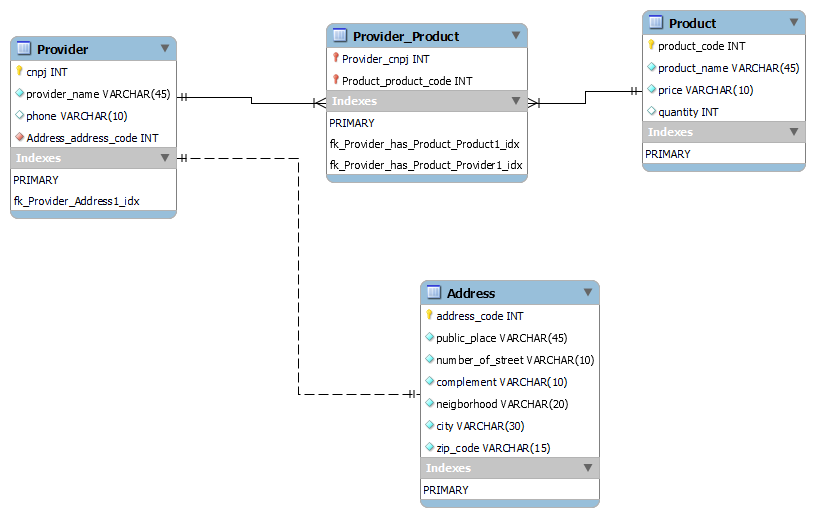 Provider
cnpj INT
provider_name VARCHAR(45)
phone VARCHAR(10)
Address_address_code INT
Indexes
PRIMARY
fk_Provider_Address1_idx
Provider_Product
Provider_cnpj INT
Product_product_code INT
Indexes
PRIMARY
fk_Provider_has_Product_Product1_idx
fk_Provider_has_Product_Provider1_idx
Product
product_code INT
product_name VARCHAR(45)
price VARCHAR(10)
quantity INT
Indexes
PRIMARY
Address
address_code INT
public_place VARCHAR(45)
number_of_street VARCHAR(10)
complement VARCHAR(10)
neigborhood VARCHAR(20)
city VARCHAR(30)
zip_code VARCHAR(15)
Indexes
PRIMARY